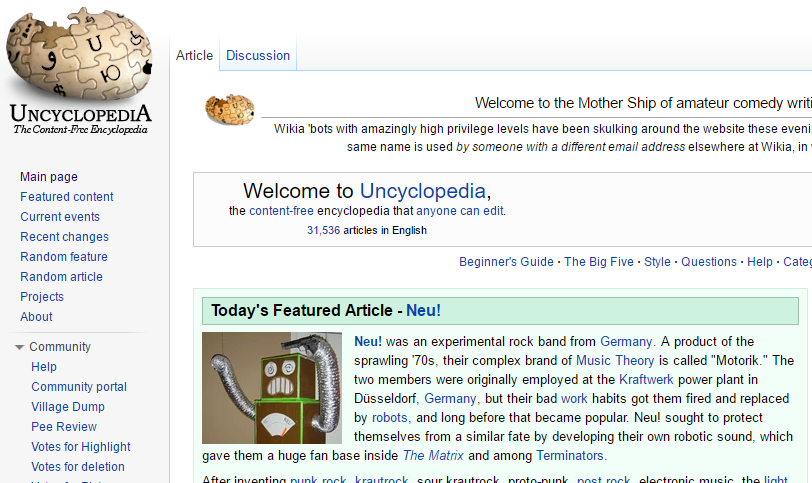 UNCYCLOPEDIA
The Content-Free Encyclopedia
Main page
Featured content
Current events
Recent changes
Random feature
Random article
Projects
About
Community
Help
Community portal
Village Dump
Pee Review
Votes for Highlight
Votes for deletion
Article Discussion
Welcome to the Mother Ship of amateur comedy
Wikia 'bots with amazingly high privilege levels have been skulking around the website these
same name is used by someone with a different email address elsewhere at Wikia, in
Welcome to Uncyclopedia,
the content-free encyclopedia that anyone can edit.
31,536 articles in English
Beginner's Guide · The Big Five · Style · Questions · Help ·
Today's Featured Article - Neu!
Neu! was an experimental rock band from Germany. A product of the
sprawling '70s, their complex brand of Music Theory is called "Motorik." The
two members were originally employed at the Kraftwerk power plant in
Düsseldorf, Germany, but their bad work habits got them fired and replaced
by robots, and long before that became popular. Neu! sought to protect
themselves from a similar fate by developing their own robotic sound, which
gave them a huge fan base inside The Matrix and among Terminators.
After inventing punk rock, krautrock, sour krautrock, proto-punk, post rock, electronic music, the light